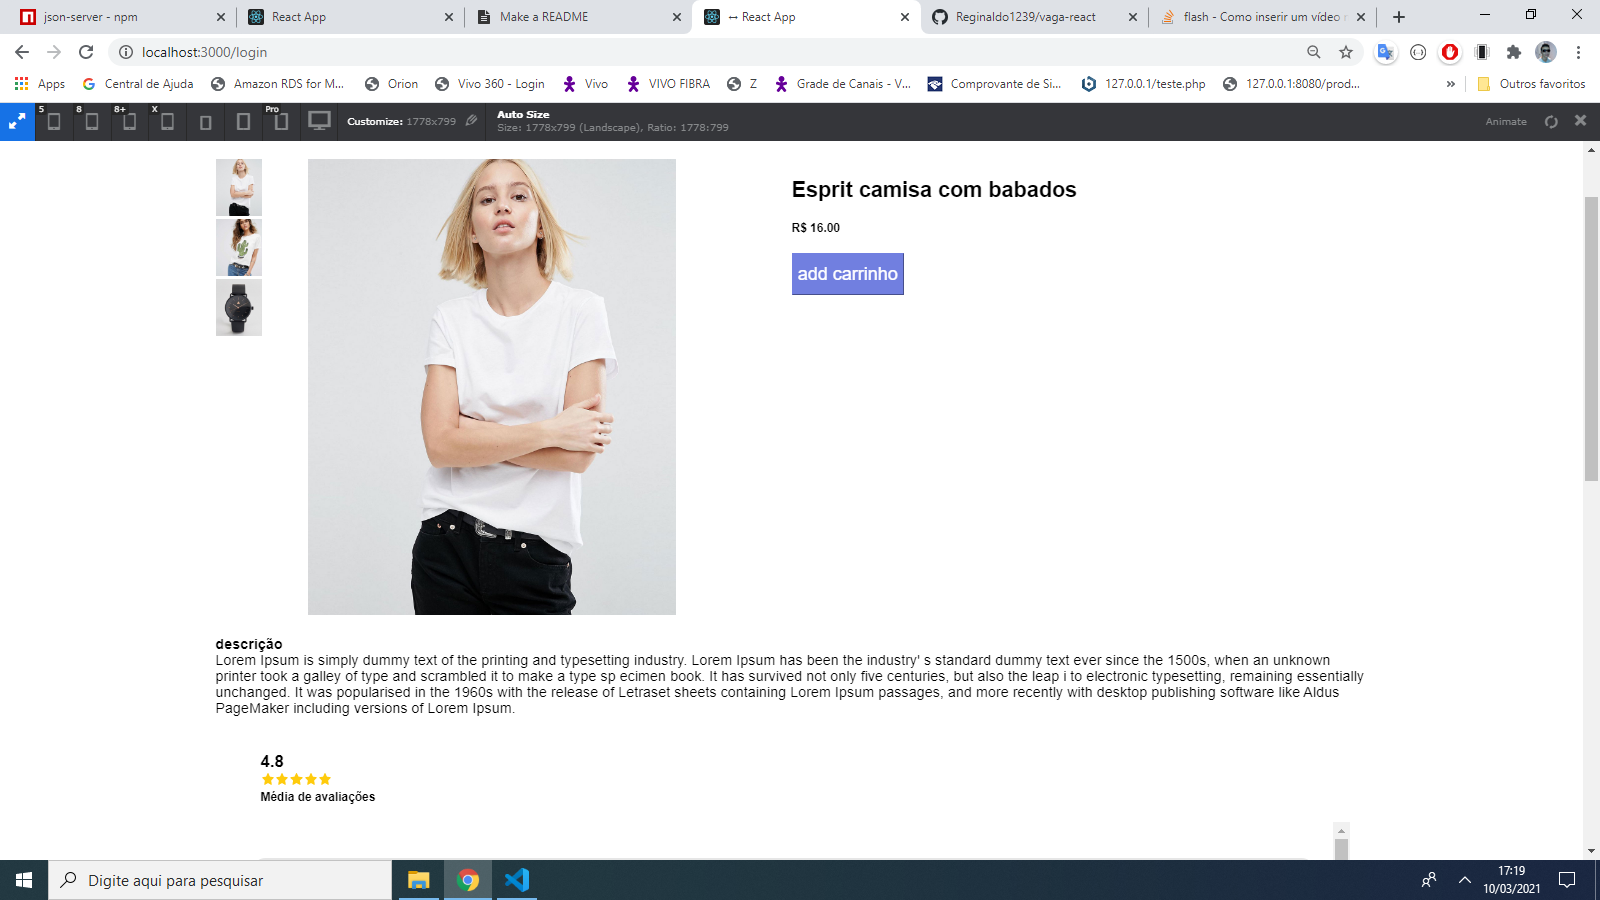 json-server - npm
React App
Make a README
↔ React App
Reginaldo1239/vaga-react
flash - Como inserir um vídeo
localhost:3000/login
Apps
Central de Ajuda
Amazon RDS for M...
Orion
Vivo 360 - Login
Vivo
VIVO FIBRA
Z
Grade de Canais - V...
Comprovante de Si...
127.0.0.1/teste.php
127.0.0.1:8080/prod...
»
Outros favoritos
5
8
8+
X
Pro
Customize: 1778x799
Auto Size
Size: 1778x799 (Landscape), Ratio: 1778:799
Animate
Esprit camisa com babados
R$ 16.00
add carrinho
descrição
Lorem Ipsum is simply dummy text of the printing and typesetting industry. Lorem Ipsum has been the industry' s standard dummy text ever since the 1500s, when an unknown
printer took a galley of type and scrambled it to make a type sp ecimen book. It has survived not only five centuries, but also the leap i to electronic typesetting, remaining essentially
unchanged. It was popularised in the 1960s with the release of Letraset sheets containing Lorem Ipsum passages, and more recently with desktop publishing software like Aldus
PageMaker including versions of Lorem Ipsum.
4.8
Média de avaliações
Digite aqui para pesquisar
17:19
10/03/2021